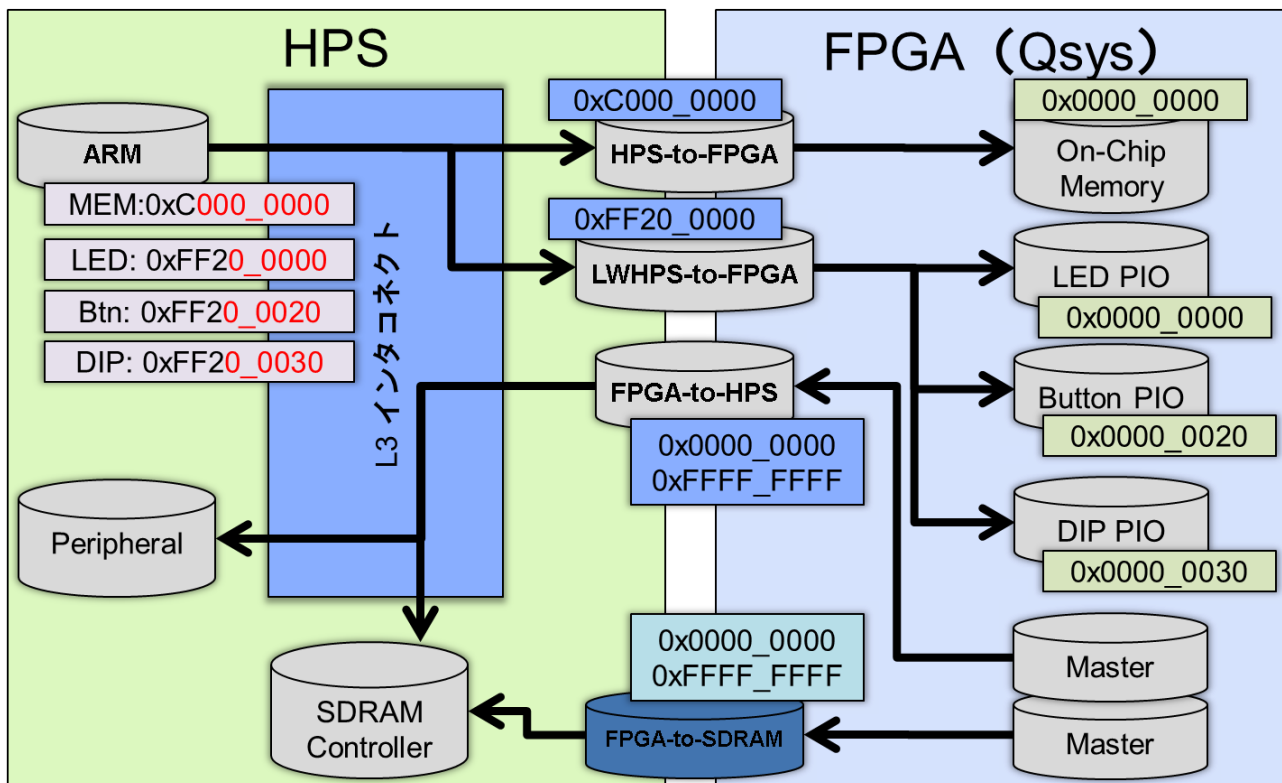 HPS
FPGA（Qsys）
0xC000_0000
0x0000_0000
ARM
HPS-to-FPGA
On-Chip
Memory
MEM:0xC000_0000
0xFF20_0000
LED: 0xFF20_0000
LWHPS-to-FPGA
LED PIO
Btn: 0xFF20_0020
0x0000_0000
DIP: 0xFF20_0030
L3 インタコネクト
FPGA-to-HPS
Button PIO
0x0000_0000
0xFFFF_FFFF
0x0000_0020
Peripheral
DIP PIO
0x0000_0030
0x0000_0000
0xFFFF_FFFF
Master
SDRAM
Controller
FPGA-to-SDRAM
Master